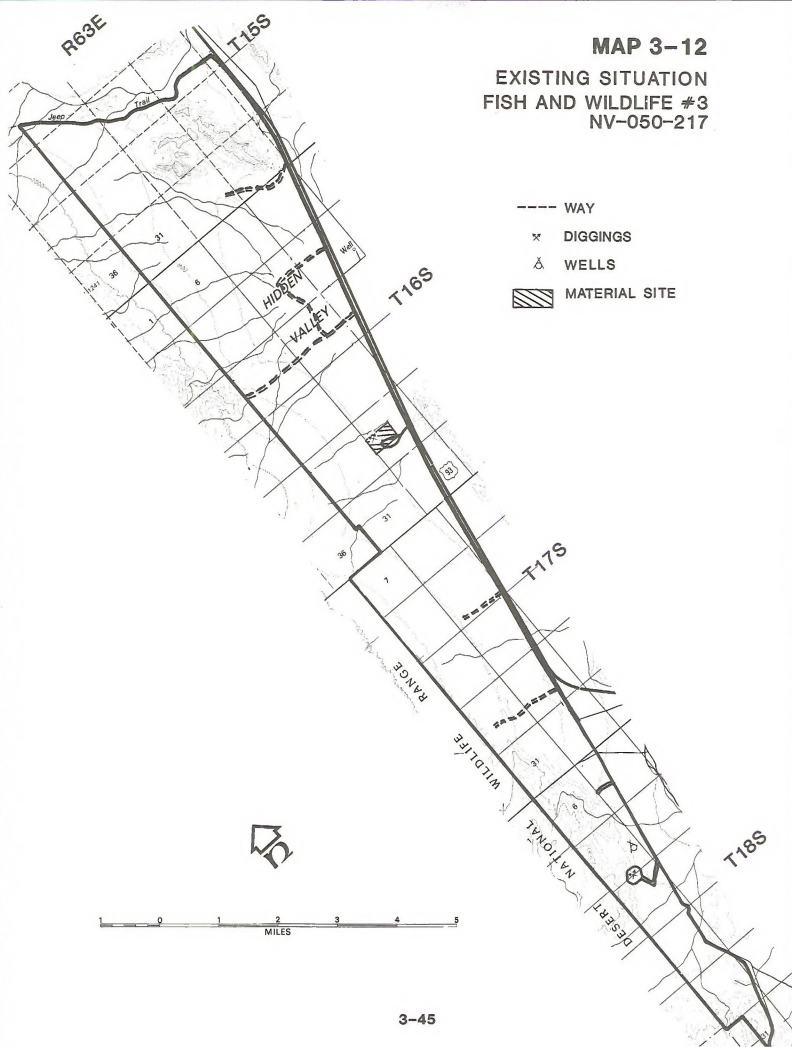 R63E
T15S
MAP 3-12
EXISTING SITUATION
FISH AND WILDLIFE #3
NV-050-217
Jeep Trail
WAY
DIGGINGS
WELLS
MATERIAL SITE
31
36
Well
6
HIDDEN
VALLEY
1
T16S
93
31
36
7
T17S
31
6
T18S
DESERT NATIONAL WILDLIFE RANGE
31
n
1 0 1 2 3 4 5
MILES
3-45